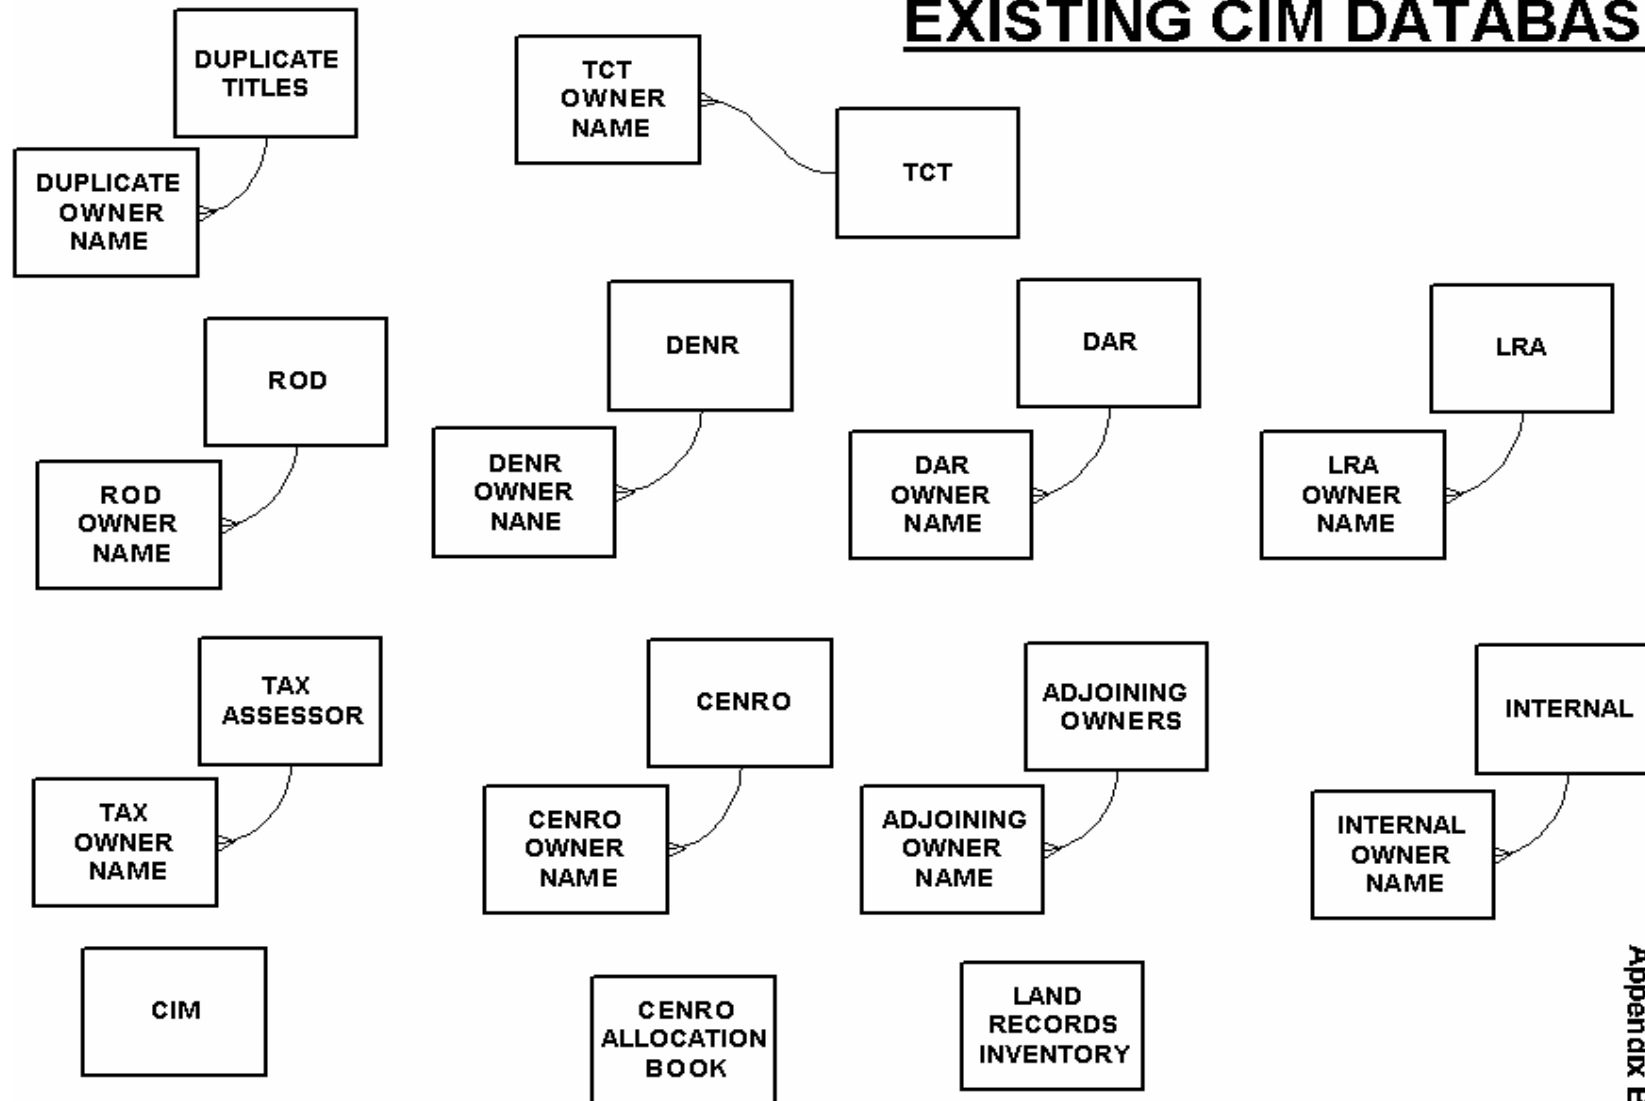 EXISTING CIM DATABAS
DUPLICATE
TITLES
DUPLICATE
OWNER
NAME
TCT
OWNER
NAME
TCT
ROD
ROD
OWNER
NAME
DENR
DENR
OWNER
NANE
DAR
DAR
OWNER
NAME
LRA
LRA
OWNER
NAME
TAX
ASSESSOR
TAX
OWNER
NAME
CENRO
CENRO
OWNER
NAME
ADJOINING
OWNERS
ADJOINING
OWNER
NAME
INTERNAL
INTERNAL
OWNER
NAME
CIM
CENRO
ALLOCATION
BOOK
LAND
RECORDS
INVENTORY
Appendix